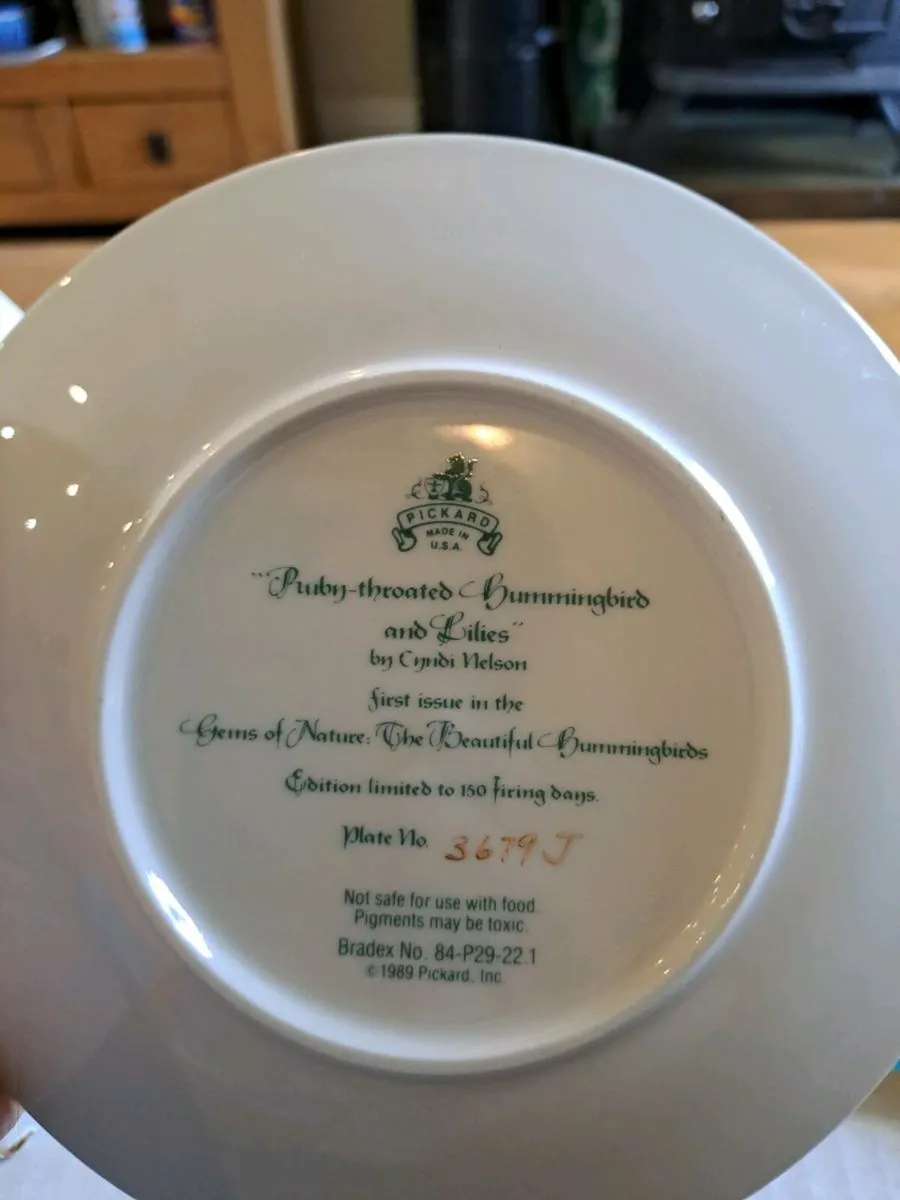 PICKARD
MADE IN
U.S.A.
"Ruby-throated Hummingbird
and Lilies"
by Cyndi Nelson
first issue in the
Gems of Nature: The Beautiful Hummingbirds
Edition limited to 150 firing days.
Plate No. 3679 J
Not safe for use with food.
Pigments may be toxic.
Bradex No. 84-P29-22.1
©1989 Pickard, Inc.